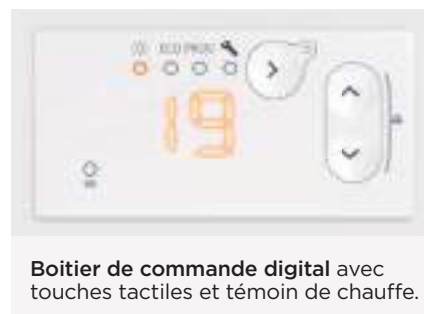 ECO PROG
19
Boitier de commande digital avec
touches tactiles et témoin de chauffe.